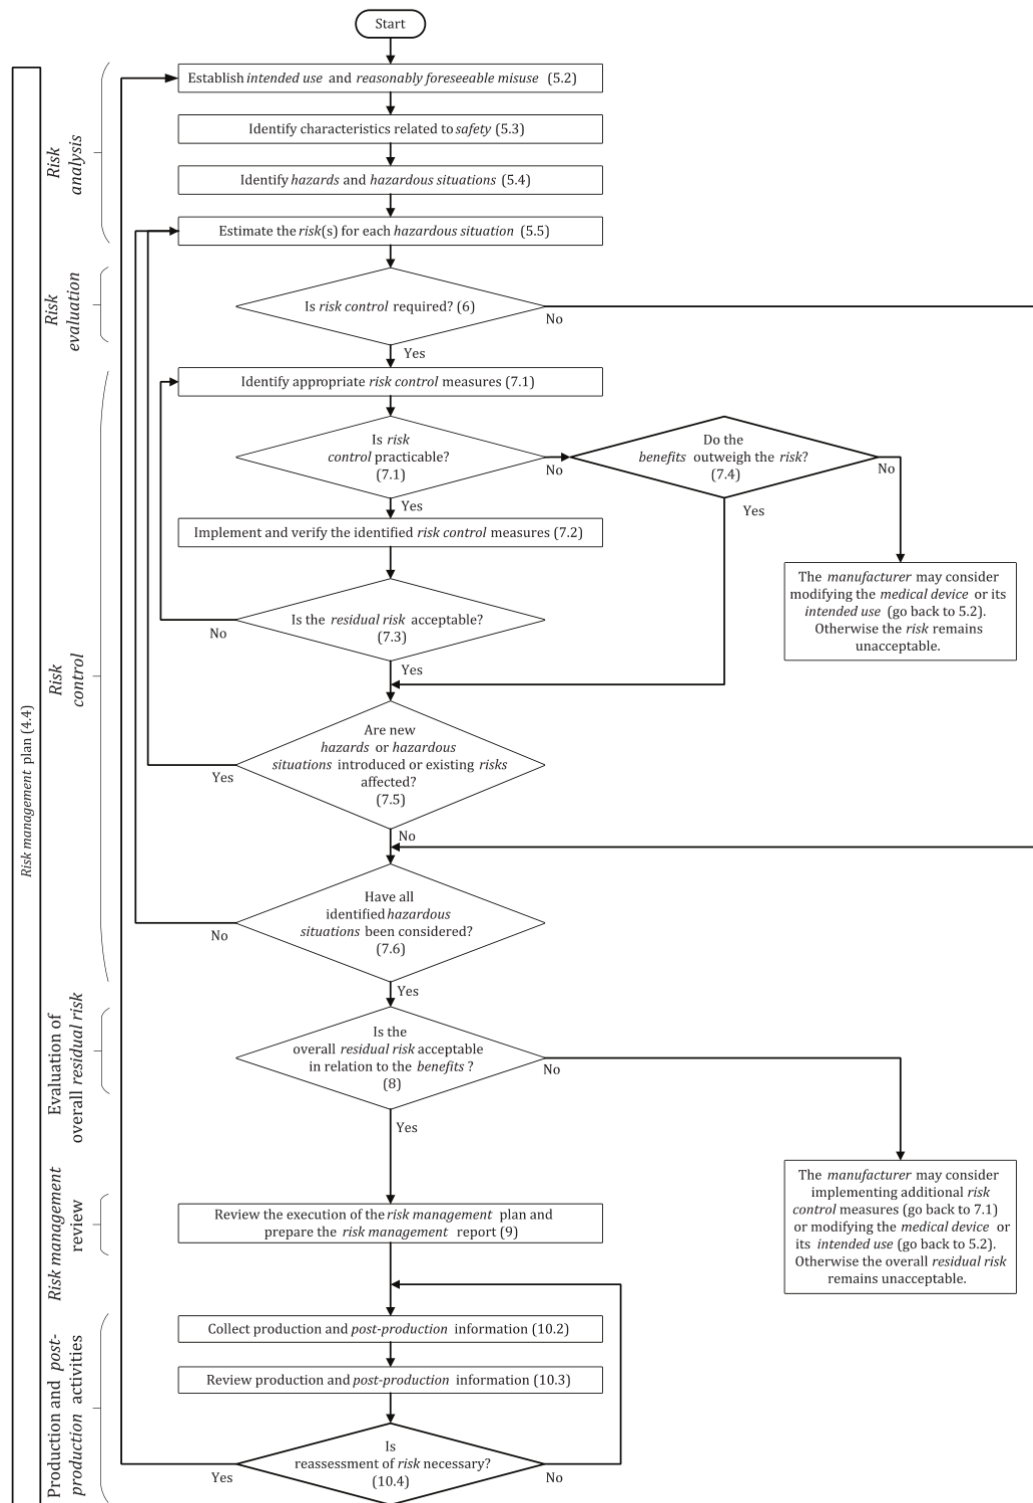 Start
Establish intended use and reasonably foreseeable misuse (5.2)
Identify characteristics related to safety (5.3)
Identify hazards and hazardous situations (5.4)
Estimate the risk(s) for each hazardous situation (5.5)
Risk
analysis
Is risk control required? (6)
No
Yes
Risk
evaluation
Identify appropriate risk control measures (7.1)
Is risk
control practicable?
(7.1)
No
Yes
Do the
benefits outweigh the risk?
(7.4)
No
Yes
Implement and verify the identified risk control measures (7.2)
The manufacturer may consider
modifying the medical device or its
intended use (go back to 5.2).
Otherwise the risk remains
unacceptable.
Is the residual risk acceptable?
(7.3)
No
Yes
Risk
control
Are new
hazards or hazardous
situations introduced or existing risks
affected?
(7.5)
Yes
No
Risk management plan (4.4)
Have all
identified hazardous
situations been considered?
(7.6)
No
Yes
Evaluation of
overall residual risk
Is the
overall residual risk acceptable
in relation to the benefits ?
(8)
No
Yes
Risk management
review
Review the execution of the risk management plan and
prepare the risk management report (9)
The manufacturer may consider
implementing additional risk
control measures (go back to 7.1)
or modifying the medical device or
its intended use (go back to 5.2).
Otherwise the overall residual risk
remains unacceptable.
Production and post-
production activities
Collect production and post-production information (10.2)
Review production and post-production information (10.3)
Is
reassessment of risk necessary?
(10.4)
Yes
No